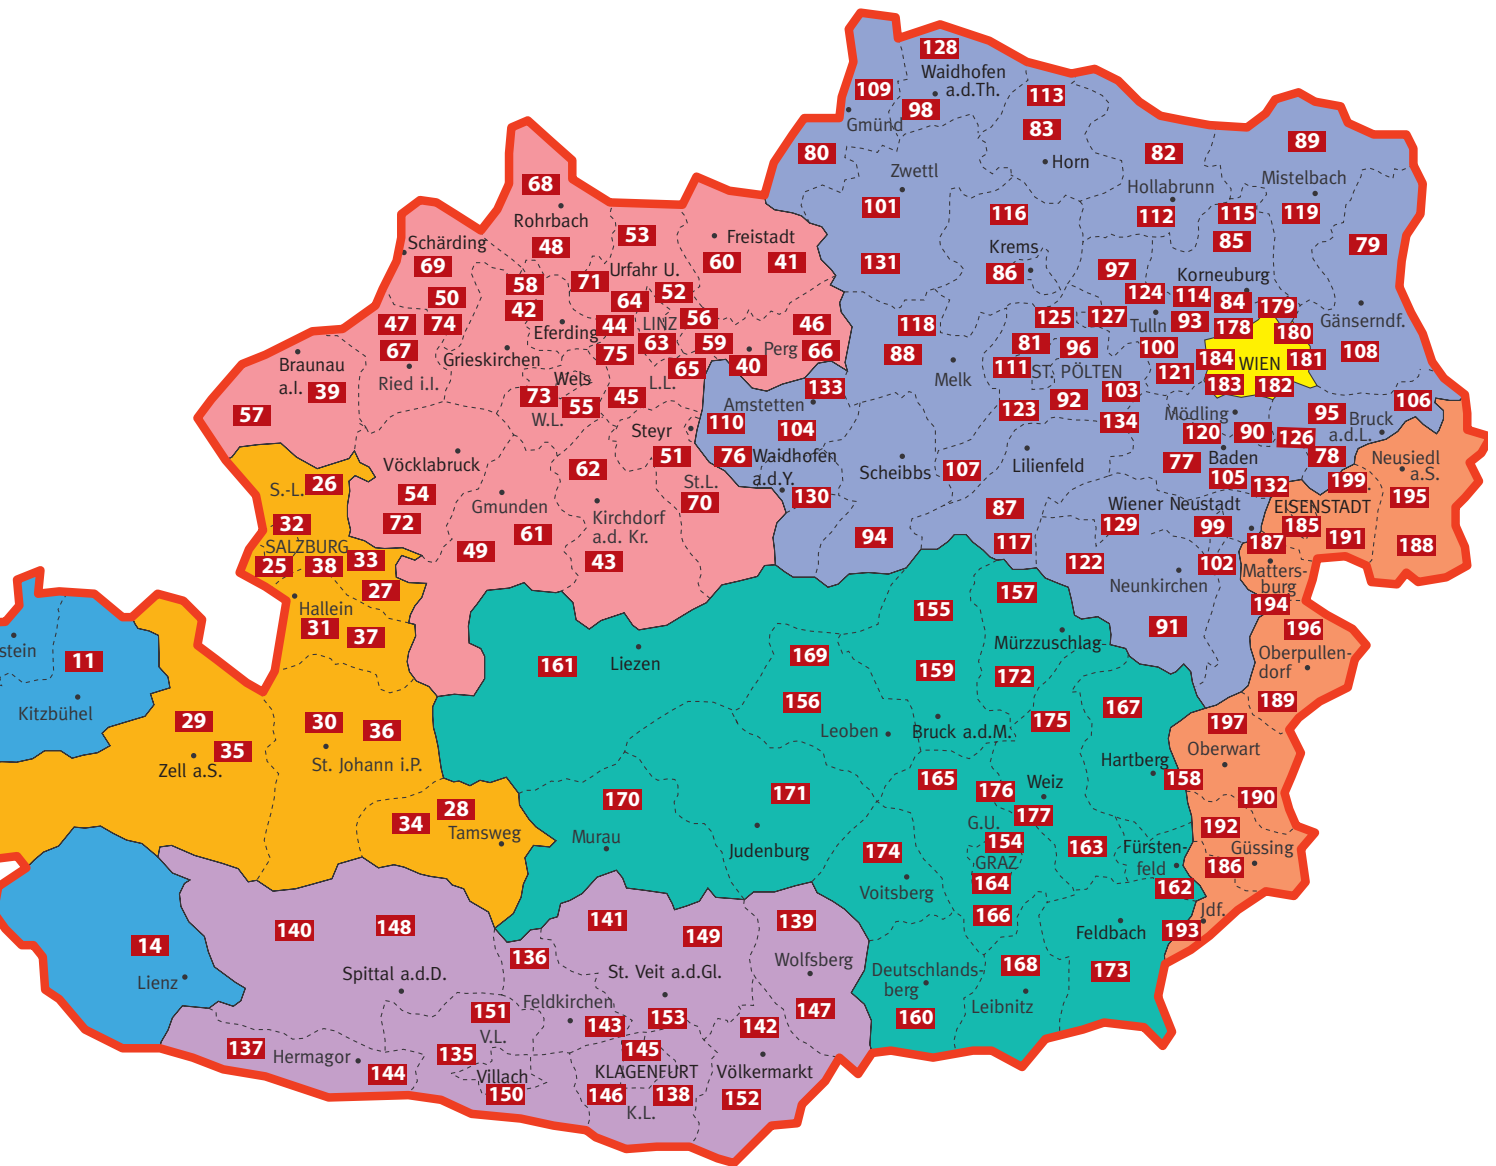 128
Waidhofen
a.d.Th.
109
98
113
Gmünd
83
80
Horn
82
89
Zwettl
Hollabrunn
Mistelbach
68
101
116
112
115
119
Rohrbach
48
53
Freistadt
85
79
Schärding
69
60
41
131
Krems
86
97
Korneuburg
58
71
Urfahr U.
52
50
42
64
124
114
84
179
47
74
Eferding
44
LINZ
56
46
118
125
127
Tulln
93
178
180
Gänserndf.
67
Grieskirchen
75
63
59
Perg
66
88
81
96
100
184
WIEN
181
108
Braunau
a.I.
39
Ried i.I.
Wels
65
40
Melk
111
ST. PÖLTEN
121
183
182
57
73
W.L.
55
45
L.L.
133
Amstetten
123
92
103
134
Mödling
95
106
Bruck
a.d.L.
110
104
120
90
126
Steyr
51
76
Waidhofen
a.d.Y.
Scheibbs
107
Lilienfeld
77
Baden
78
Neusiedl
a.S.
Vöcklabruck
62
St.L.
70
130
105
132
199
195
S.-L.
26
54
Gmunden
Kirchdorf
a.d. Kr.
87
Wiener Neustadt
EISENSTADT
32
72
61
94
117
129
99
185
191
188
SALZBURG
25
38
33
49
43
122
102
187
Matters-
burg
27
Neunkirchen
Hallein
31
37
155
157
91
194
196
stein
11
161
Liezen
169
159
Mürzzuschlag
172
Oberpullen-
dorf
Kitzbühel
29
30
36
156
Leoben
Bruck a.d.M.
175
167
189
197
35
Zell a.S.
St. Johann i.P.
Oberwart
Hartberg
158
165
176
Weiz
170
171
190
34
28
Tamsweg
Murau
Judenburg
177
G.U.
154
GRAZ
163
Fürsten-
feld
192
Güssing
174
Voitsberg
164
162
186
Jdf.
140
148
141
149
139
166
Feldbach
193
14
Lienz
136
Spittal a.d.D.
St. Veit a.d.Gl.
Wolfsberg
Deutschlands-
berg
168
Leibnitz
173
151
V.L.
Feldkirchen
143
153
142
147
160
137
Hermagor
144
135
Villach
150
145
KLAGENFURT
Völkermarkt
146
138
K.L.
152